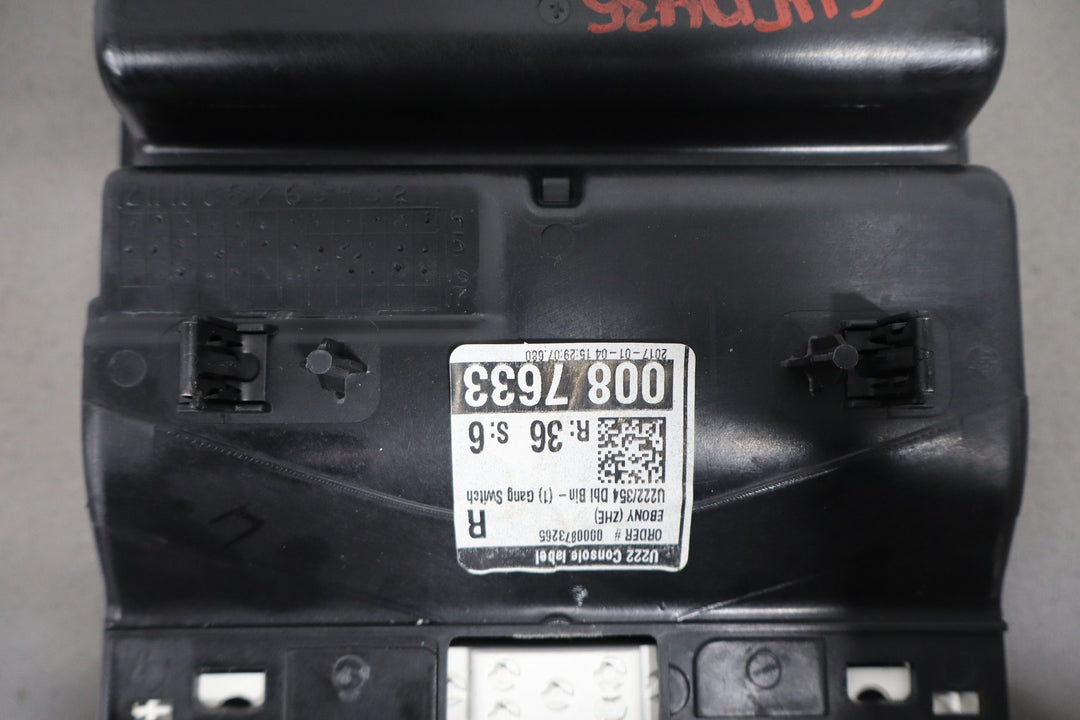 U222 Console label
ORDER # 0000873265
EBONY (ZHE)
R
U222/354 Dbl Bin - (1) Gang Switch
R: 36 S: 6
008 7633
2017-01-04 15:29:07.680